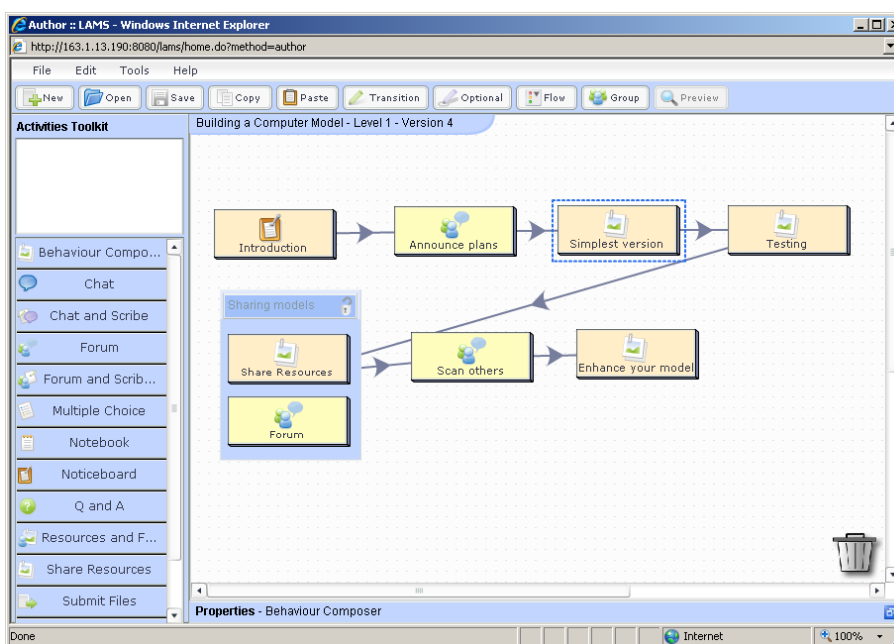 Author :: LAMS - Windows Internet Explorer
http://163.1.13.190:8080/lams/home.do?method=author
File Edit Tools Help
New Open Save Copy Paste Transition Optional Flow Group Preview
Activities Toolkit
Building a Computer Model - Level 1 - Version 4
Introduction
Announce plans
Simplest version
Testing
Sharing models
Share Resources
Scan others
Enhance your model
Forum
Behaviour Compo...
Chat
Chat and Scribe
Forum
Forum and Scrib...
Multiple Choice
Notebook
Noticeboard
Q and A
Resources and F...
Share Resources
Submit Files
Properties - Behaviour Composer
Done Internet 100%